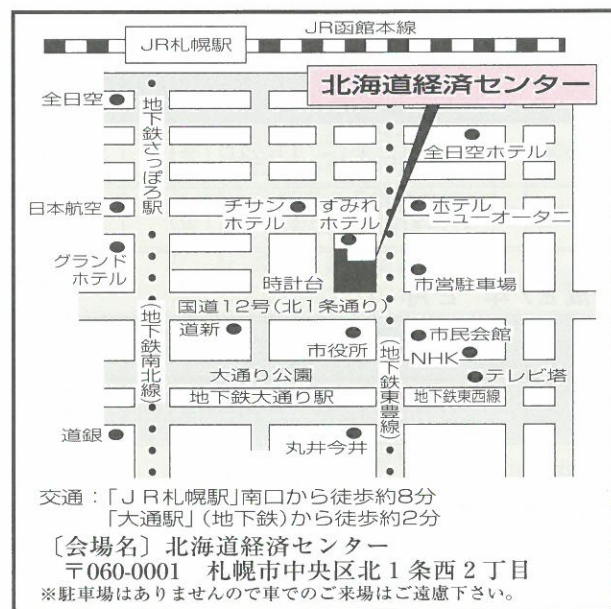 JR函館本線
JR札幌駅
北海道経済センター
全日空
地下鉄さっぽろ駅
全日空ホテル
日本航空
チサン
ホテル
すみれ
ホテル
ホテル
ニューオータニ
グランド
ホテル
時計台
市営駐車場
国道12号(北1条通り)
(地下鉄南北線)
道新
市役所
(地下鉄東豊線)
市民会館
NHK
大通り公園
テレビ塔
地下鉄大通り駅
地下鉄東西線
道銀
丸井今井
交通:「JR札幌駅」南口から徒歩約8分
「大通駅」(地下鉄)から徒歩約2分
〔会場名〕北海道経済センター
〒060-0001 札幌市中央区北1条西2丁目
※駐車場はありませんので車でのご来場はご遠慮下さい。